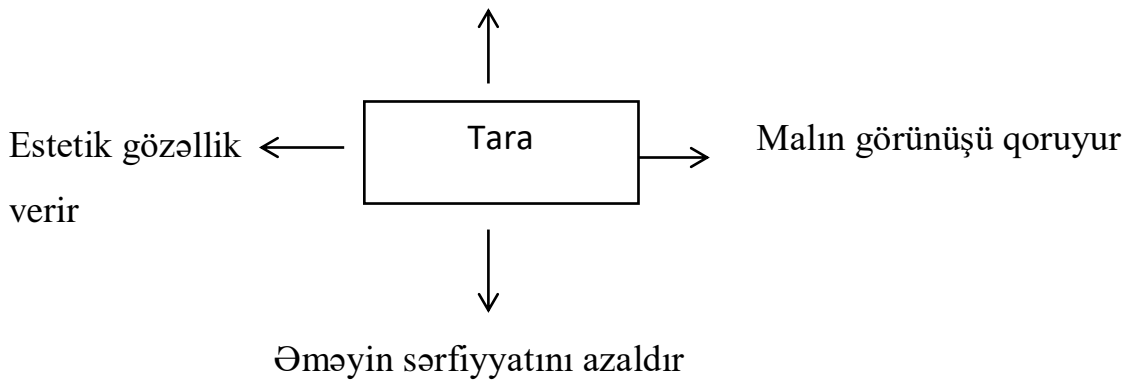 Tara
Estetik gözəllik
verir
Malın görünüşü qoruyur
Əməyin sərfiyyatını azaldır